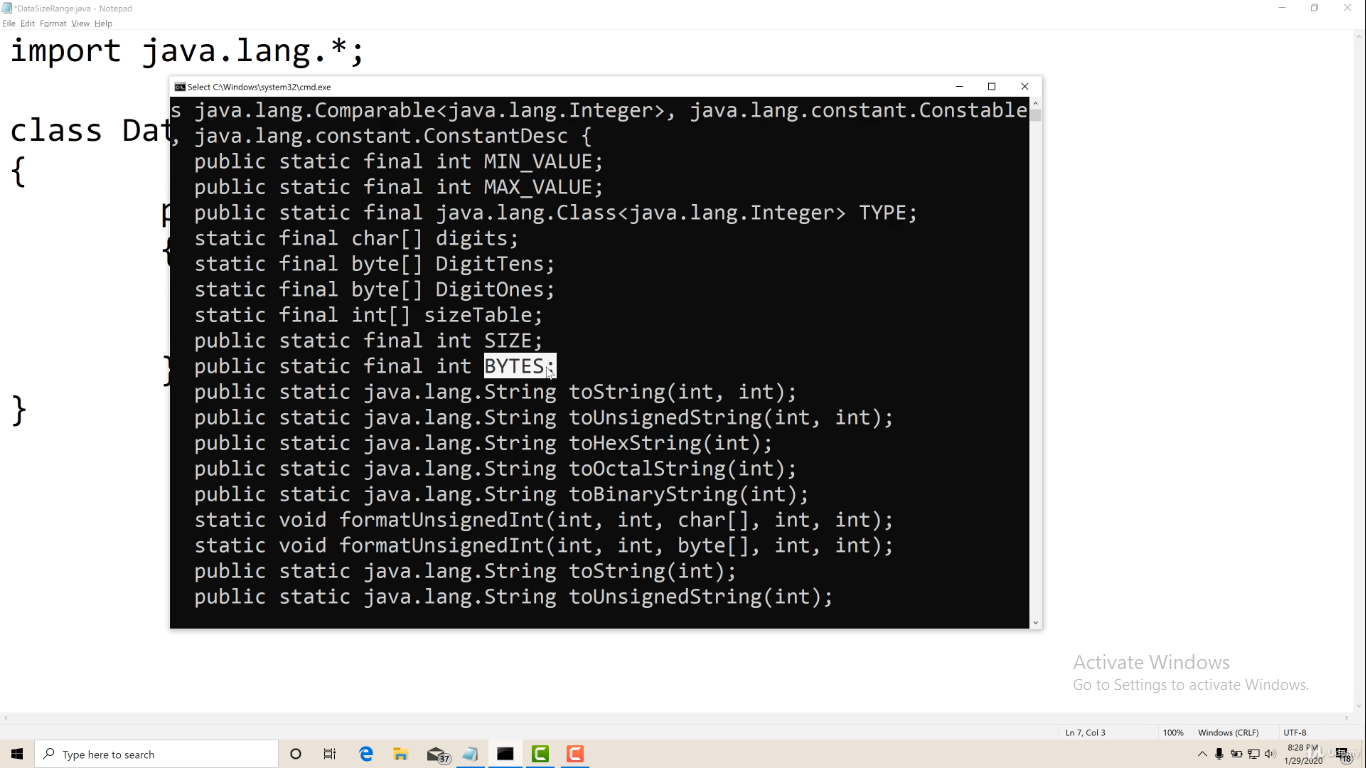 *DataSizeRange.java - Notepad
File Edit Format View Help
import java.lang.*;
Select C:\Windows\system32\cmd.exe
s java.lang.Comparable<java.lang.Integer>, java.lang.constant.Constable
class Dat
, java.lang.constant.ConstantDesc {
{
public static final int MIN_VALUE;
public static final int MAX_VALUE;
p
public static final java.lang.Class<java.lang.Integer> TYPE;
static final char[] digits;
{
static final byte[] DigitTens;
static final byte[] DigitOnes;
static final int[] sizeTable;
public static final int SIZE;
}
public static final int BYTES;
public static java.lang.String toString(int, int);
}
public static java.lang.String toUnsignedString(int, int);
public static java.lang.String toHexString(int);
public static java.lang.String toOctalString(int);
public static java.lang.String toBinaryString(int);
static void formatUnsignedInt(int, int, char[], int, int);
static void formatUnsignedInt(int, int, byte[], int, int);
public static java.lang.String toString(int);
public static java.lang.String toUnsignedString(int);
Activate Windows
Go to Settings to activate Windows.
Ln 7, Col 3 100% Windows (CRLF) UTF-8
Type here to search
37
8:28 PM
1/29/2020
18